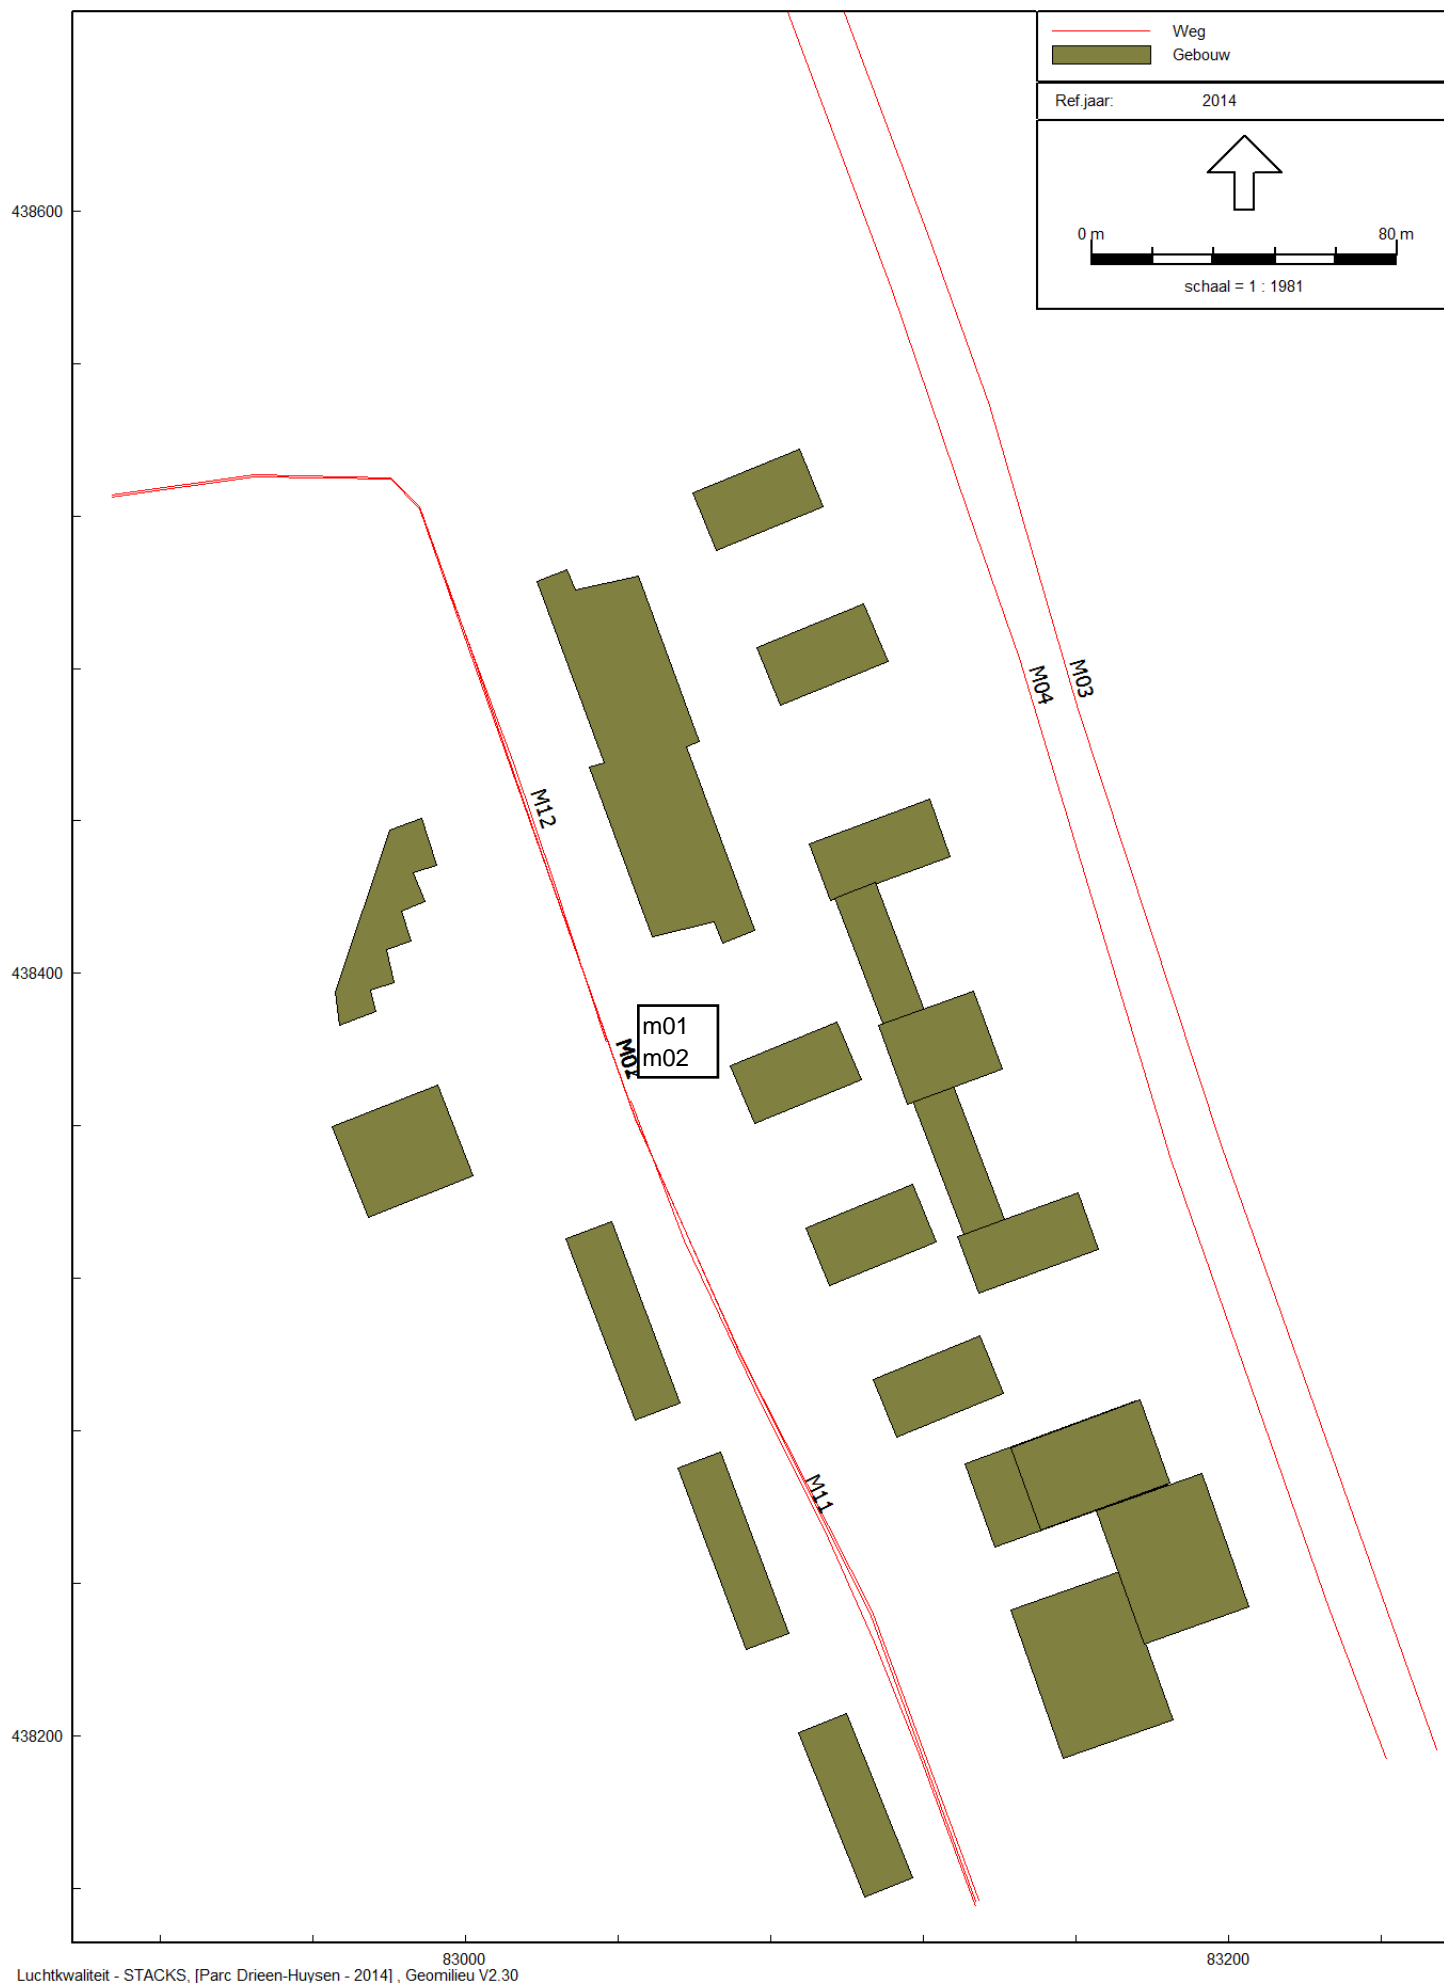 Weg
Gebouw
Ref.jaar: 2014
0 m 80 m
schaal = 1 : 1981
438600
M04
M03
M12
438400
m01
m02
M11
438200
83000
83200
Luchtkwaliteit - STACKS, [Parc Drieen-Huysen - 2014] , Geomilieu V2.30